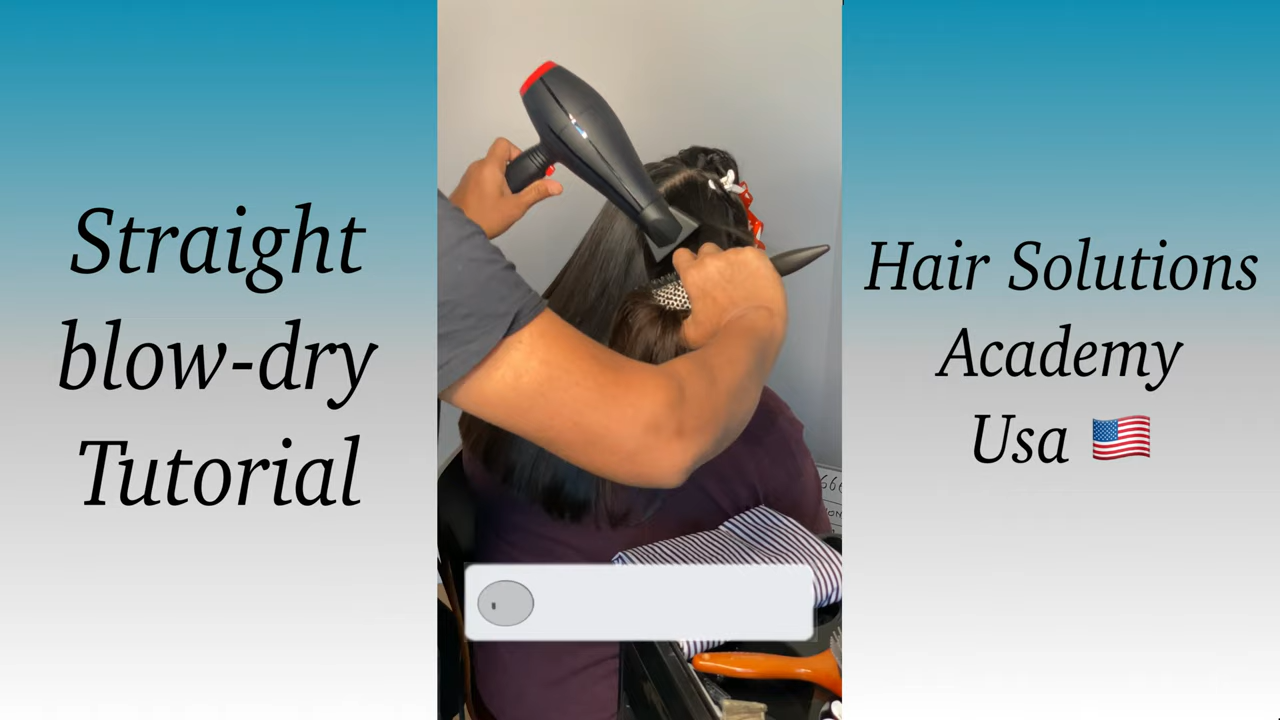 Straight
blow-dry
Tutorial
Hair Solutions
Academy
Usa 🇺🇸